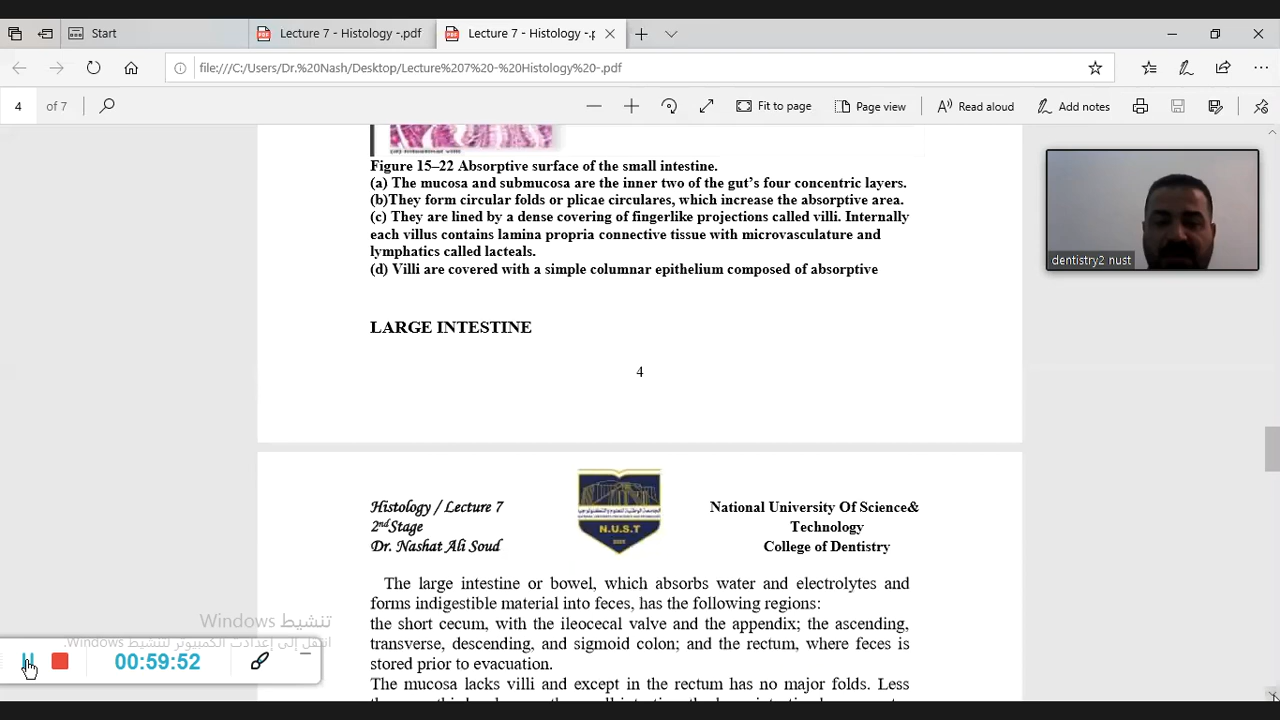 Start
Lecture 7 - Histology -.pdf
Lecture 7 - Histology -.p
file:///C:/Users/Dr.%20Nash/Desktop/Lecture%207%20-%20Histology%20-.pdf
4
of 7
Fit to page
Page view
Read aloud
Add notes
Figure 15–22 Absorptive surface of the small intestine.
(a) The mucosa and submucosa are the inner two of the gut's four concentric layers.
(b)They form circular folds or plicae circulares, which increase the absorptive area.
(c) They are lined by a dense covering of fingerlike projections called villi. Internally
each villus contains lamina propria connective tissue with microvasculature and
lymphatics called lacteals.
(d) Villi are covered with a simple columnar epithelium composed of absorptive
dentistry2 nust
LARGE INTESTINE
4
Histology / Lecture 7
2nd Stage
Dr. Nashat Ali Soud
N.U.S.T
National University Of Science&
Technology
College of Dentistry
The large intestine or bowel, which absorbs water and electrolytes and
forms indigestible material into feces, has the following regions:
the short cecum, with the ileocecal valve and the appendix; the ascending,
transverse, descending, and sigmoid colon; and the rectum, where feces is
stored prior to evacuation.
The mucosa lacks villi and except in the rectum has no major folds. Less
تنشيط Windows
انتقل إلى إعدادات الكمبيوتر لتنشيط Windows.
00:59:52